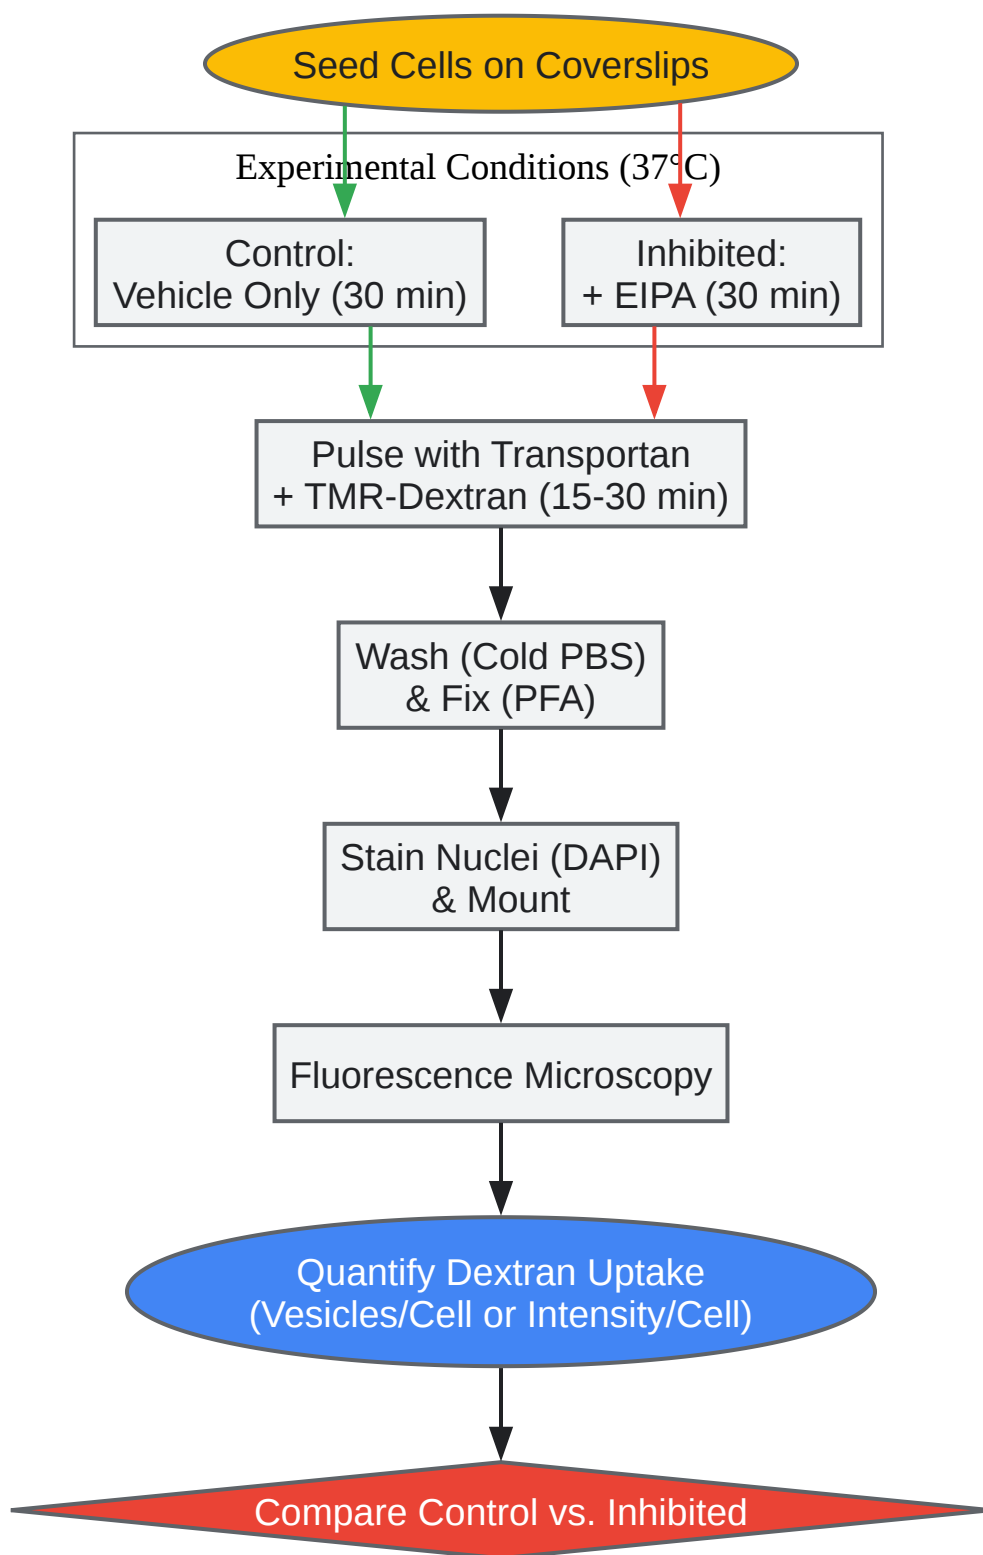 Seed Cells on Coverslips
Experimental Conditions (37°C)
Control:
Vehicle Only (30 min)
Inhibited:
+ EIPA (30 min)
Pulse with Transportan
+ TMR-Dextran (15-30 min)
Wash (Cold PBS)
& Fix (PFA)
Stain Nuclei (DAPI)
& Mount
Fluorescence Microscopy
Quantify Dextran Uptake
(Vesicles/Cell or Intensity/Cell)
Compare Control vs. Inhibited